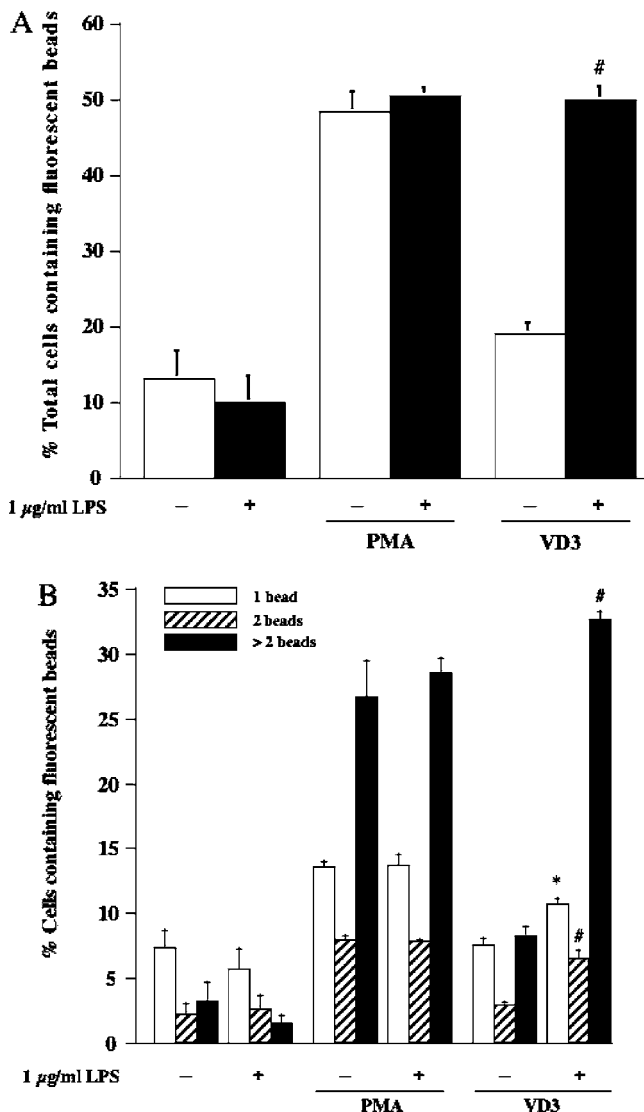 A
% Total cells containing fluorescent beads
60
50
40
30
20
10
0
#
1 µg/ml LPS − + − + − +
PMA VD3
B
% Cells containing fluorescent beads
35
30
25
20
15
10
5
0
1 bead
2 beads
> 2 beads
#
*
#
1 µg/ml LPS − + − + − +
PMA VD3